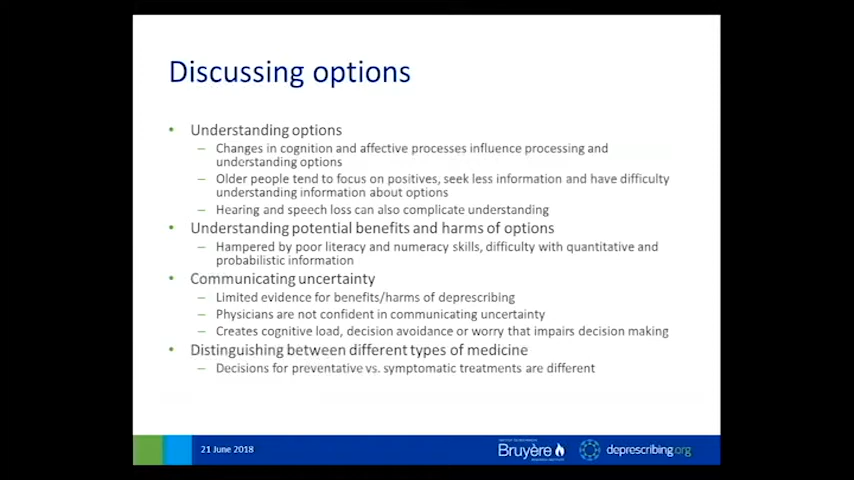 Discussing options
• Understanding options
– Changes in cognition and affective processes influence processing and
understanding options
– Older people tend to focus on positives, seek less information and have difficulty
understanding information about options
– Hearing and speech loss can also complicate understanding
• Understanding potential benefits and harms of options
– Hampered by poor literacy and numeracy skills, difficulty with quantitative and
probabilistic information
• Communicating uncertainty
– Limited evidence for benefits/harms of deprescribing
– Physicians are not confident in communicating uncertainty
– Creates cognitive load, decision avoidance or worry that impairs decision making
• Distinguishing between different types of medicine
– Decisions for preventative vs. symptomatic treatments are different
21 June 2018
Bruyère
deprescribing.org